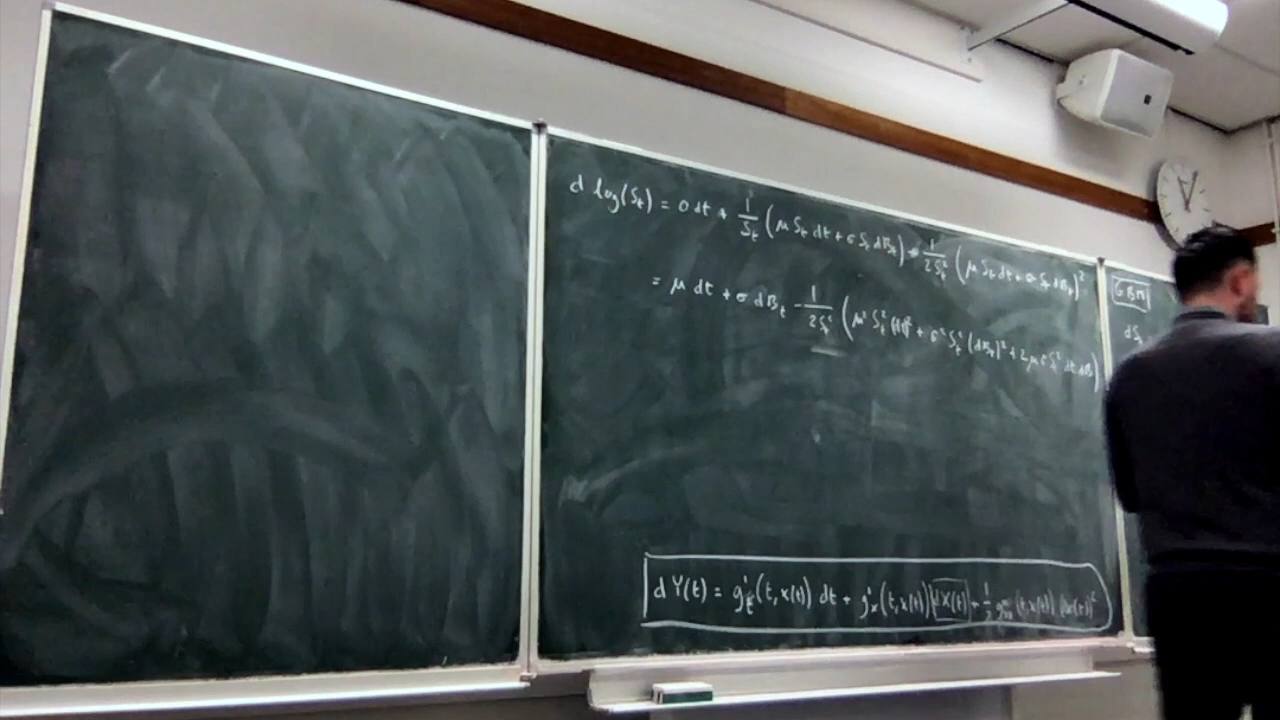 d log(S_t) = 0 dt + 1/S_t (μ S_t dt + σ S_t dB_t) - 1/2S_t² (μ S_t dt + σ S_t dB_t)²
= μ dt + σ dB_t - 1/2S_t² (μ² S_t² (dt)² + σ² S_t² (dB_t)² + 2 μ σ S_t² dt dB_t)
d Y(t) = g'_t (t, x(t)) dt + g'_x (t, x(t)) dX(t) + 1/2 g''_xx (t, x(t)) (dx(t))²
GBM
dS_t